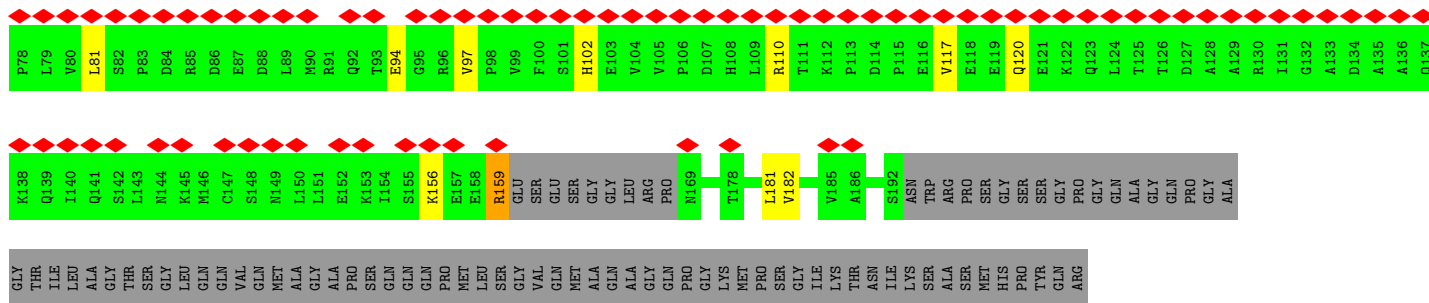 P78 L79 V80 L81 S82 P83 D84 R85 D86 E87 D88 L89 M90 R91 Q92 T93 E94 G95 R96 V97 P98 V99 F100 S101 H102 E103 V104 V105 P106 D107 H108 L109 R110 T111 K112 P113 D114 P115 E116 V117 E118 E119 Q120 E121 K122 Q123 L124 T125 T126 D127 A128 A129 R130 I131 G132 A133 D134 A135 A136 Q137
K138 Q139 I140 Q141 S142 L143 N144 K145 M146 C147 S148 N149 L150 L151 E152 K153 I154 S155 K156 E157 E158 R159 GLU SER GLU SER GLY GLY LEU ARG PRO N169 T178 L181 V182 V185 A186 S192 ASN TRP ARG PRO SER GLY SER SER GLY PRO GLY GLN ALA GLY GLN PRO GLY ALA
GLY THR ILE LEU ALA GLY THR SER GLY LEU GLN GLN VAL GLN MET ALA GLY ALA PRO SER GLN GLN GLN PRO MET LEU SER GLY VAL GLN MET ALA GLN ALA GLY GLN PRO GLY LYS MET PRO SER GLY ILE LYS THR ASN ILE LYS SER ALA SER MET HIS PRO TYR GLN ARG